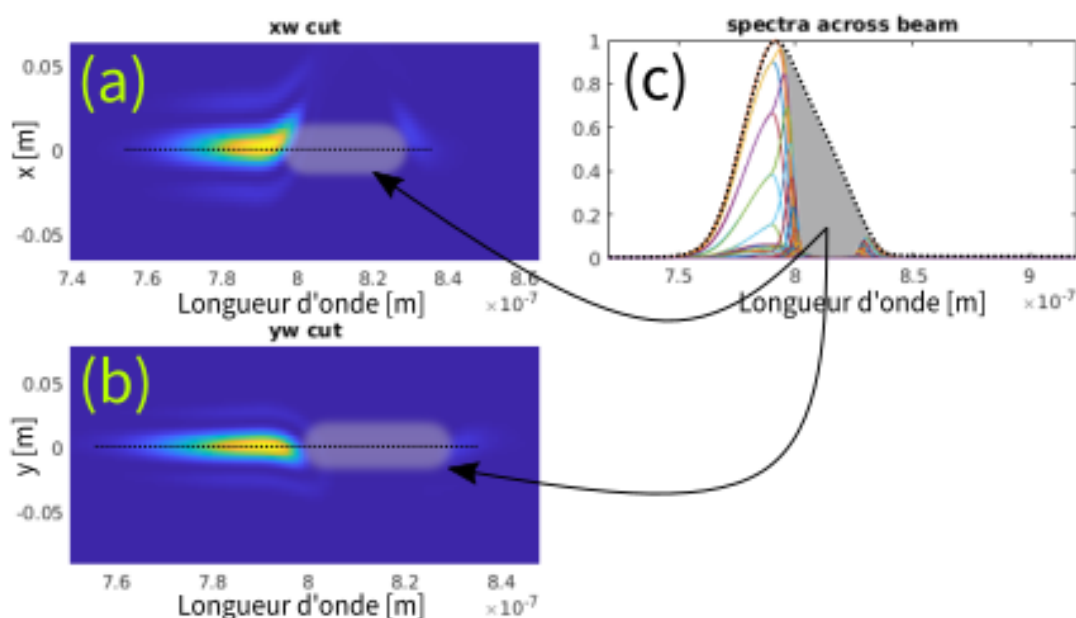 xw cut
(a)
x [m]
0.05
0
-0.05
7.4 7.6 7.8 8 8.2 8.4 8.6
Longueur d'onde [m]
×10⁻⁷
spectra across beam
(c)
1
0.8
0.6
0.4
0.2
0
7.5 8 8.5 9
Longueur d'onde [m]
×10⁻⁷
yw cut
(b)
y [m]
0.05
0
-0.05
7.6 7.8 8 8.2 8.4
Longueur d'onde [m]
×10⁻⁷